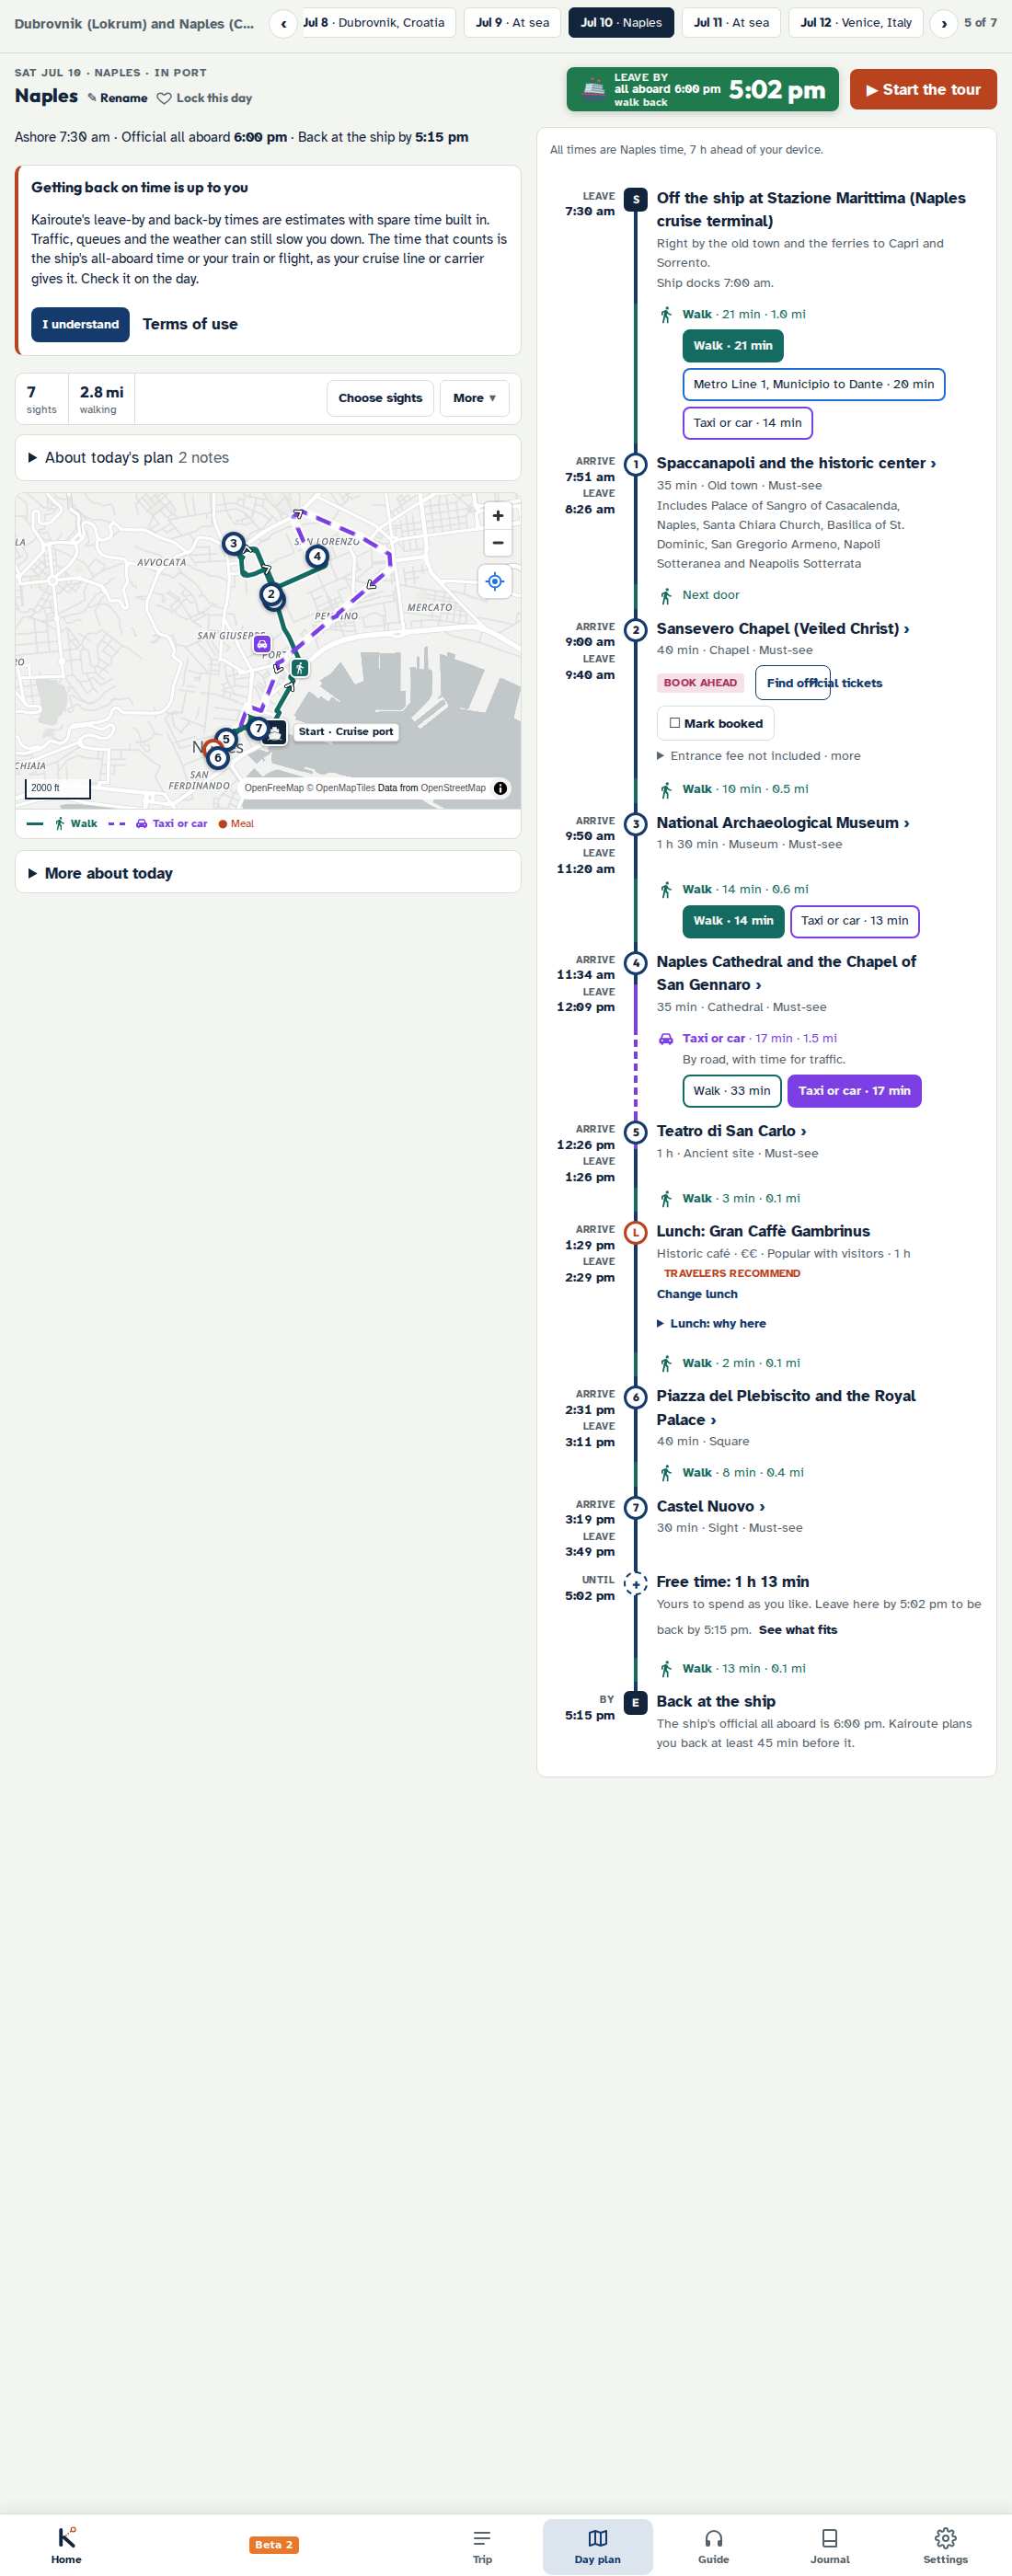 Dubrovnik (Lokrum) and Naples (C...
‹
Jul 8 · Dubrovnik, Croatia
Jul 9 · At sea
Jul 10 · Naples
Jul 11 · At sea
Jul 12 · Venice, Italy
›
5 of 7
SAT JUL 10 · NAPLES · IN PORT
Naples ✎ Rename Lock this day
LEAVE BY
all aboard 6:00 pm
walk back
5:02 pm
▶ Start the tour
Ashore 7:30 am · Official all aboard 6:00 pm · Back at the ship by 5:15 pm
Getting back on time is up to you
Kairoute's leave-by and back-by times are estimates with spare time built in.
Traffic, queues and the weather can still slow you down. The time that counts is
the ship's all-aboard time or your train or flight, as your cruise line or carrier
gives it. Check it on the day.
I understand
Terms of use
7
sights
2.8 mi
walking
Choose sights
More ▼
▶ About today's plan 2 notes
AVVOCATA
SAN LORENZO
MERCATO
SAN GIUSEPPE
PORT
CHIAIA
SAN
FERDINANDO
3
4
2
7
5
6
Start · Cruise port
+
−
2000 ft
OpenFreeMap © OpenMapTiles Data from OpenStreetMap
Walk
Taxi or car
Meal
▶ More about today
All times are Naples time, 7 h ahead of your device.
LEAVE
7:30 am
S
Off the ship at Stazione Marittima (Naples
cruise terminal)
Right by the old town and the ferries to Capri and
Sorrento.
Ship docks 7:00 am.
Walk · 21 min · 1.0 mi
Walk · 21 min
Metro Line 1, Municipio to Dante · 20 min
Taxi or car · 14 min
ARRIVE
7:51 am
LEAVE
8:26 am
1
Spaccanapoli and the historic center ›
35 min · Old town · Must-see
Includes Palace of Sangro of Casacalenda,
Naples, Santa Chiara Church, Basilica of St.
Dominic, San Gregorio Armeno, Napoli
Sotteranea and Neapolis Sotterrata
Next door
ARRIVE
9:00 am
LEAVE
9:40 am
2
Sansevero Chapel (Veiled Christ) ›
40 min · Chapel · Must-see
BOOK AHEAD
Find official tickets
☐ Mark booked
▶ Entrance fee not included · more
Walk · 10 min · 0.5 mi
ARRIVE
9:50 am
LEAVE
11:20 am
3
National Archaeological Museum ›
1 h 30 min · Museum · Must-see
Walk · 14 min · 0.6 mi
Walk · 14 min
Taxi or car · 13 min
ARRIVE
11:34 am
LEAVE
12:09 pm
4
Naples Cathedral and the Chapel of
San Gennaro ›
35 min · Cathedral · Must-see
Taxi or car · 17 min · 1.5 mi
By road, with time for traffic.
Walk · 33 min
Taxi or car · 17 min
ARRIVE
12:26 pm
LEAVE
1:26 pm
5
Teatro di San Carlo ›
1 h · Ancient site · Must-see
Walk · 3 min · 0.1 mi
ARRIVE
1:29 pm
LEAVE
2:29 pm
L
Lunch: Gran Caffè Gambrinus
Historic café · €€ · Popular with visitors · 1 h
TRAVELERS RECOMMEND
Change lunch
▶ Lunch: why here
Walk · 2 min · 0.1 mi
ARRIVE
2:31 pm
LEAVE
3:11 pm
6
Piazza del Plebiscito and the Royal
Palace ›
40 min · Square
Walk · 8 min · 0.4 mi
ARRIVE
3:19 pm
LEAVE
3:49 pm
7
Castel Nuovo ›
30 min · Sight · Must-see
UNTIL
5:02 pm
+
Free time: 1 h 13 min
Yours to spend as you like. Leave here by 5:02 pm to be
back by 5:15 pm. See what fits
Walk · 13 min · 0.1 mi
BY
5:15 pm
E
Back at the ship
The ship's official all aboard is 6:00 pm. Kairoute plans
you back at least 45 min before it.
Home
Beta 2
Trip
Day plan
Guide
Journal
Settings